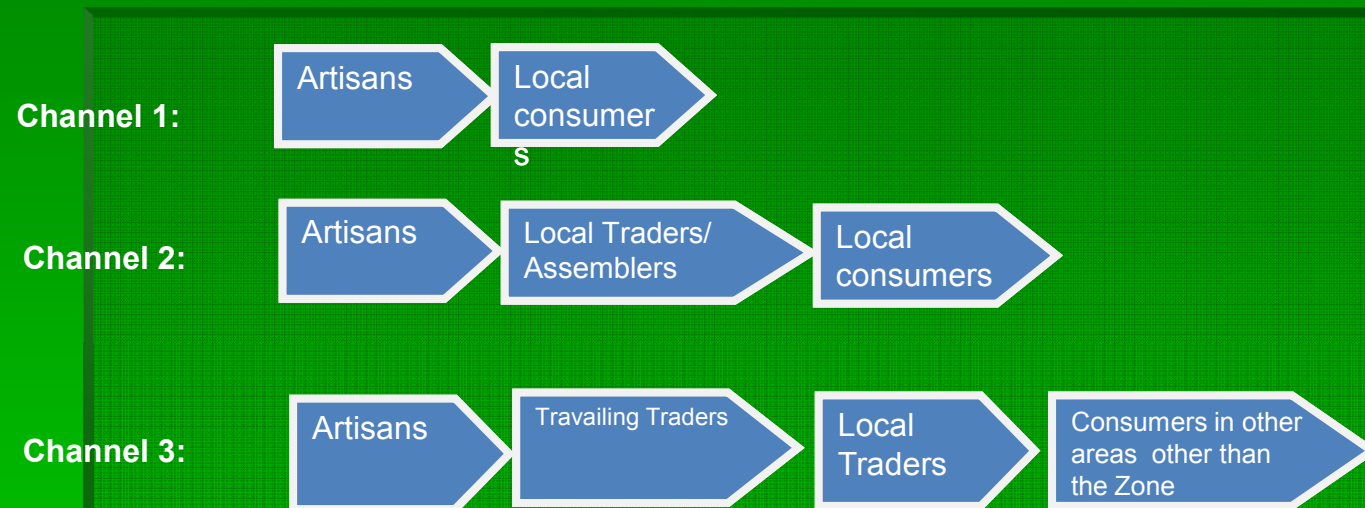 Channel 1:
Artisans
Local
consumer
s
Channel 2:
Artisans
Local Traders/
Assemblers
Local
consumers
Channel 3:
Artisans
Travailing Traders
Local
Traders
Consumers in other
areas other than
the Zone